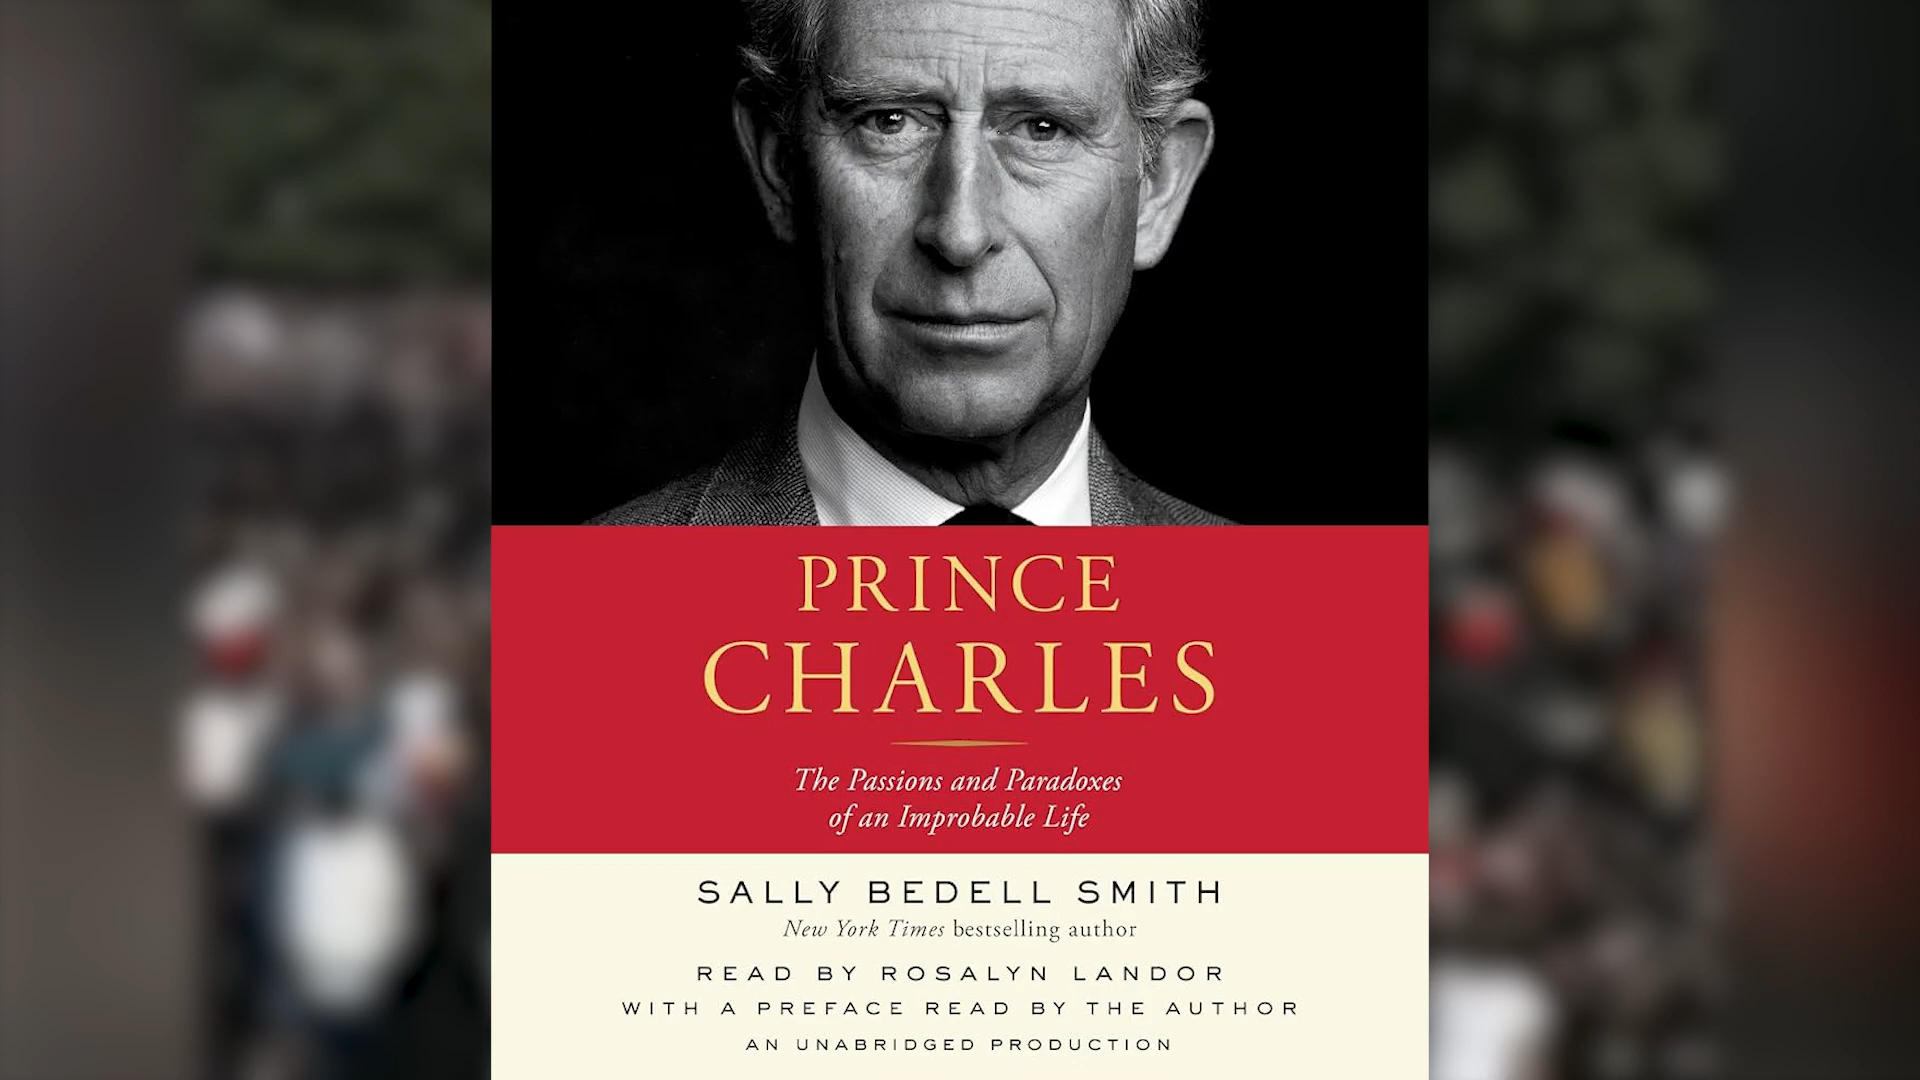 PRINCE
CHARLES
The Passions and Paradoxes
of an Improbable Life
SALLY BEDELL SMITH
New York Times bestselling author
READ BY ROSALYN LANDOR
WITH A PREFACE READ BY THE AUTHOR
AN UNABRIDGED PRODUCTION